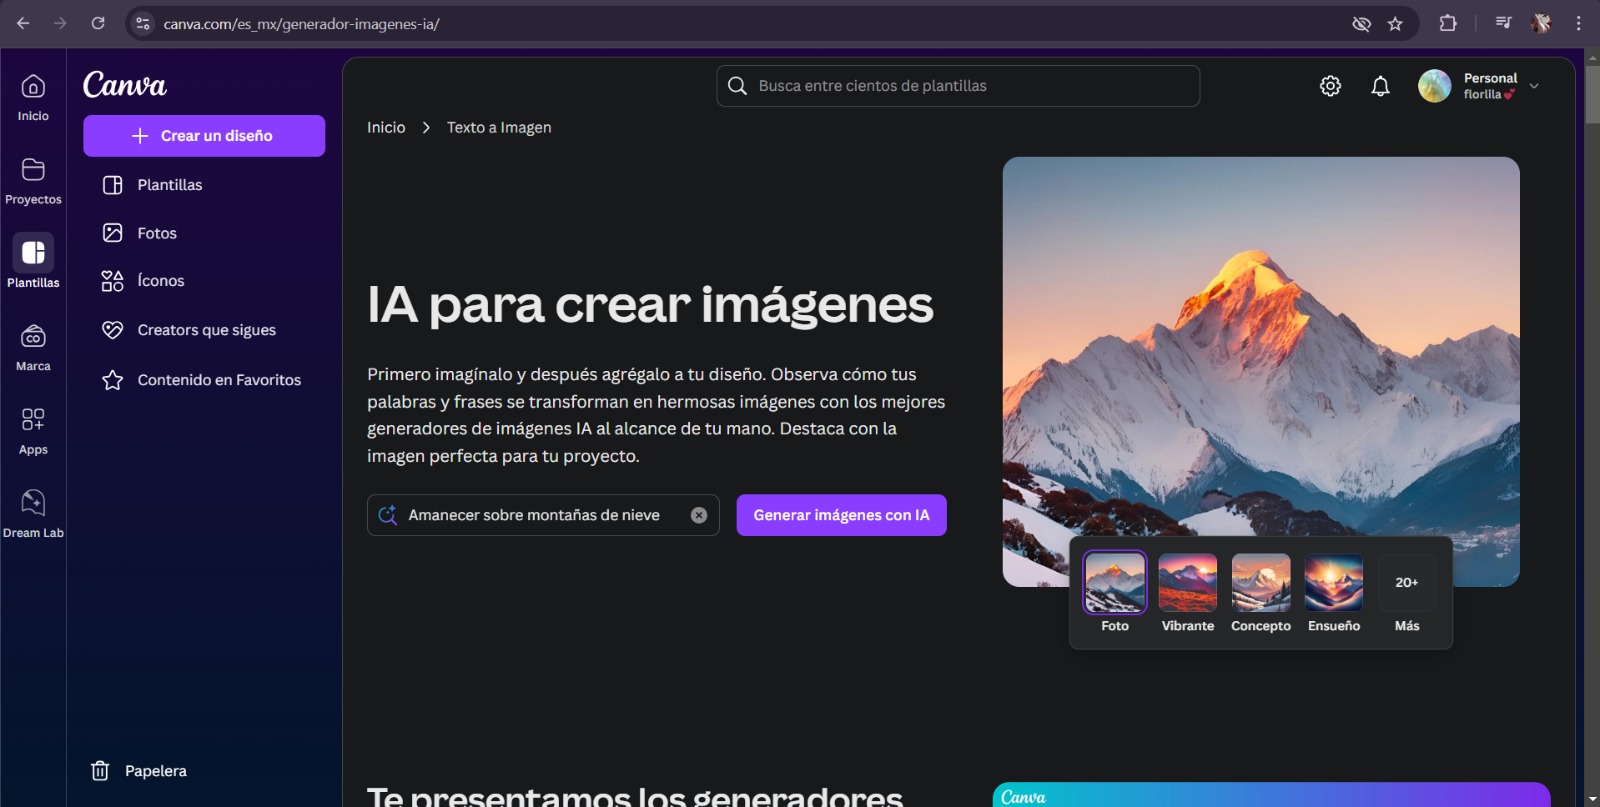 canva.com/es_mx/generador-imagenes-ia/
Inicio
Proyectos
Plantillas
Marca
Apps
Dream Lab
Canva
Crear un diseño
Plantillas
Fotos
Íconos
Creators que sigues
Contenido en Favoritos
Papelera
Busca entre cientos de plantillas
Personal
florlila💕
Inicio > Texto a Imagen
IA para crear imágenes
Primero imagínalo y después agrégalo a tu diseño. Observa cómo tus
palabras y frases se transforman en hermosas imágenes con los mejores
generadores de imágenes IA al alcance de tu mano. Destaca con la
imagen perfecta para tu proyecto.
Amanecer sobre montañas de nieve
Generar imágenes con IA
Foto
Vibrante
Concepto
Ensueño
20+
Más
Te presentamos los generadores
Canva